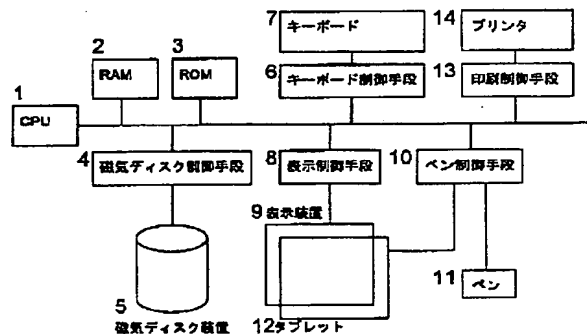 7 キーボード
14 プリンタ
2 RAM
3 ROM
6 キーボード制御手段
13 印刷制御手段
1 CPU
4 磁気ディスク制御手段
8 表示制御手段
10 ペン制御手段
9 表示装置
11 ペン
5 磁気ディスク装置
12 タブレット